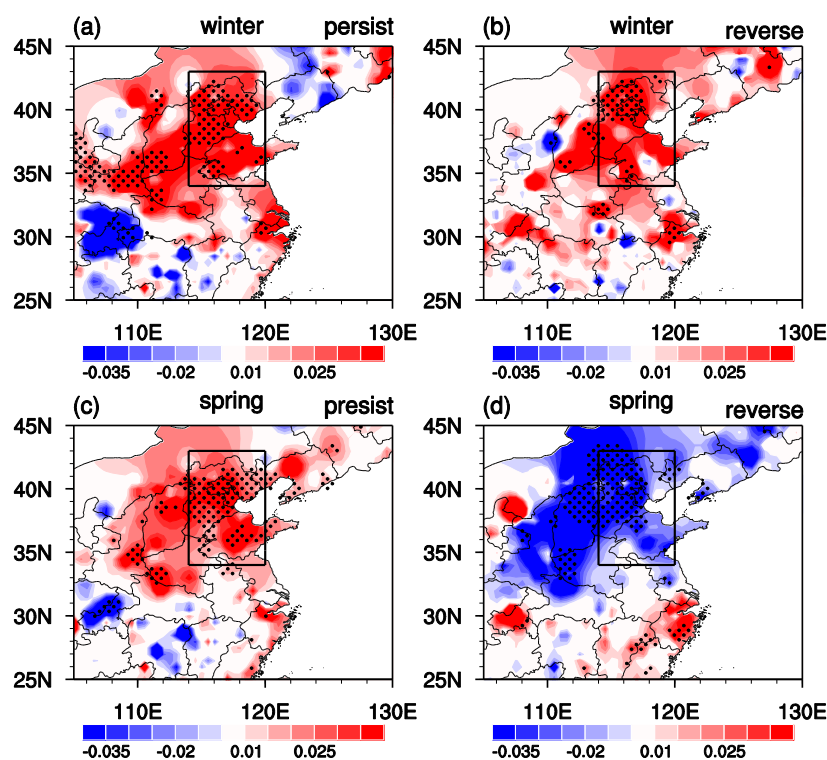 (a) winter persist
(b) winter reverse
45N 40N 35N 30N 25N
45N 40N 35N 30N 25N
110E 120E 130E
110E 120E 130E
-0.035 -0.02 0.01 0.025
-0.035 -0.02 0.01 0.025
(c) spring presist
(d) spring reverse
45N 40N 35N 30N 25N
45N 40N 35N 30N 25N
110E 120E 130E
110E 120E 130E
-0.035 -0.02 0.01 0.025
-0.035 -0.02 0.01 0.025